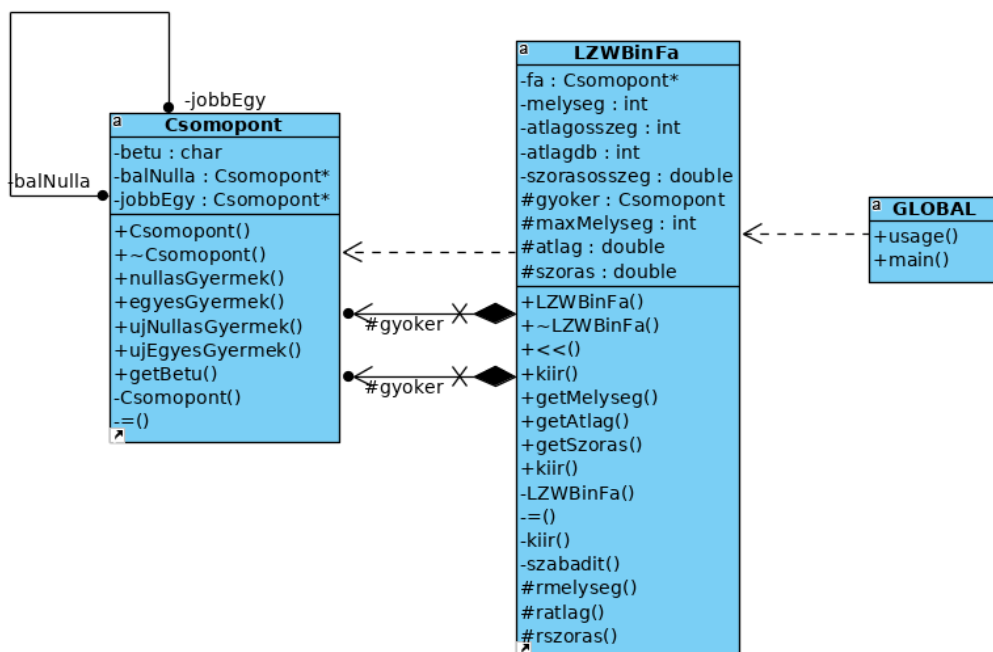 -jobbEgy
-balNulla
a
Csomopont
-betu : char
-balNulla : Csomopont*
-jobbEgy : Csomopont*
+Csomopont()
+~Csomopont()
+nullasGyermek()
+egyesGyermek()
+ujNullasGyermek()
+ujEgyesGyermek()
+getBetu()
-Csomopont()
-=()
#gyoker
#gyoker
a
LZWBinFa
-fa : Csomopont*
-melyseg : int
-atlagosszeg : int
-atlagdb : int
-szorasosszeg : double
#gyoker : Csomopont
#maxMelyseg : int
#atlag : double
#szoras : double
+LZWBinFa()
+~LZWBinFa()
+<<()
+kiir()
+getMelyseg()
+getAtlag()
+getSzoras()
+kiir()
-LZWBinFa()
-=()
-kiir()
-szabadit()
#rmelyseg()
#ratlag()
#rszoras()
a
GLOBAL
+usage()
+main()